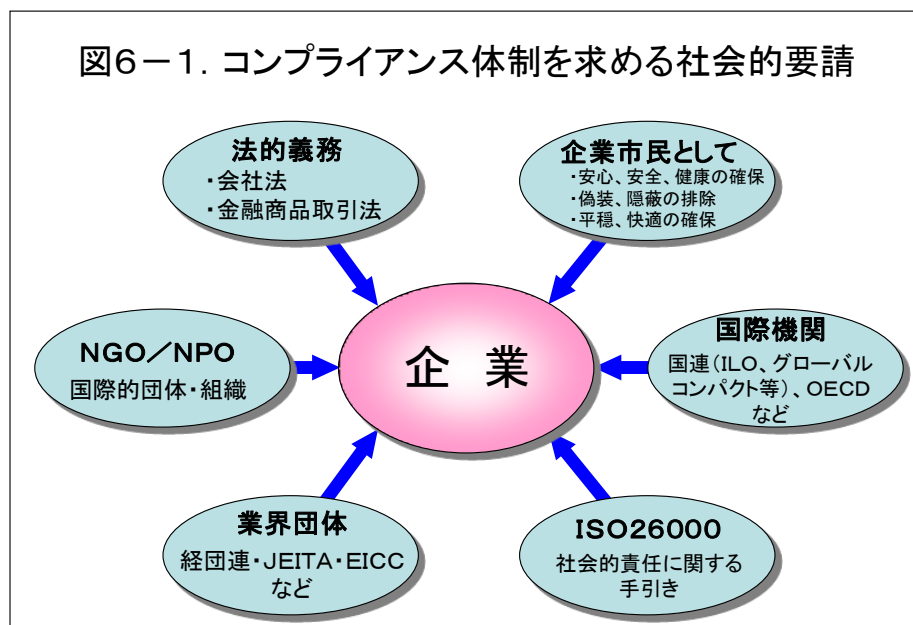 図6－1．コンプライアンス体制を求める社会的要請
法的義務
・会社法
・金融商品取引法
企業市民として
・安心、安全、健康の確保
・偽装、隠蔽の排除
・平穏、快適の確保
NGO／NPO
国際的団体・組織
企　業
国際機関
国連（ILO、グローバル
コンパクト等）、OECD
など
業界団体
経団連・JEITA・EICC
など
ISO26000
社会的責任に関する
手引き